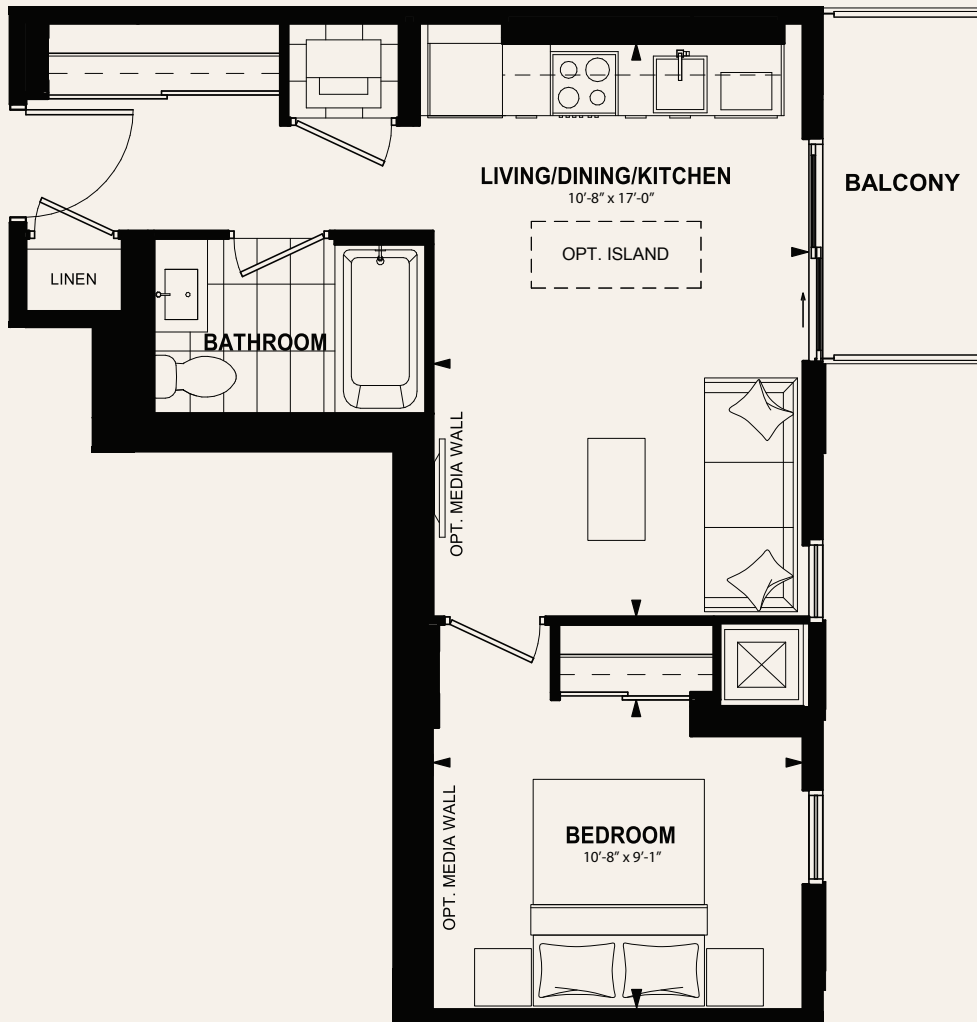 LIVING/DINING/KITCHEN
10'-8" x 17'-0"
BALCONY
OPT. ISLAND
LINEN
BATHROOM
OPT. MEDIA WALL
BEDROOM
10'-8" x 9'-1"
OPT. MEDIA WALL